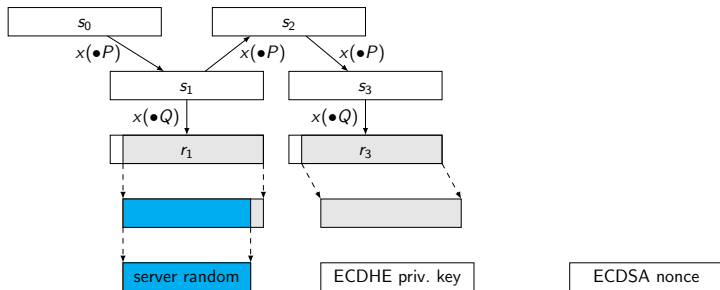 s₀ s₂
x(•P) x(•P) x(•P)
s₁ s₃
x(•Q) x(•Q)
r₁ r₃
server random ECDHE priv. key ECDSA nonce